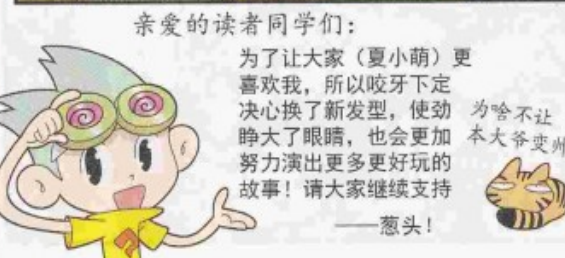 亲爱的读者同学们：
为了让大家（夏小萌）更
喜欢我，所以咬牙下定
决心换了新发型，使劲
睁大了眼睛，也会更加
努力演出更多更好玩的
故事！请大家继续支持
——葱头！
为啥不让
本大爷变帅